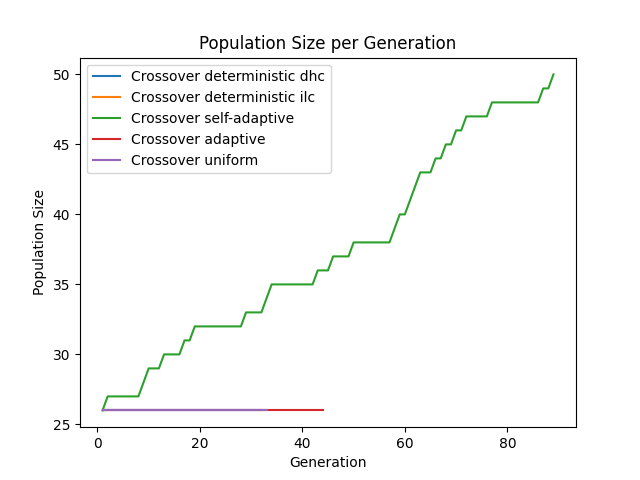 Population Size per Generation
Crossover deterministic dhc
Crossover deterministic ilc
Crossover self-adaptive
Crossover adaptive
Crossover uniform
50
45
40
35
30
25
Population Size
0 20 40 60 80
Generation